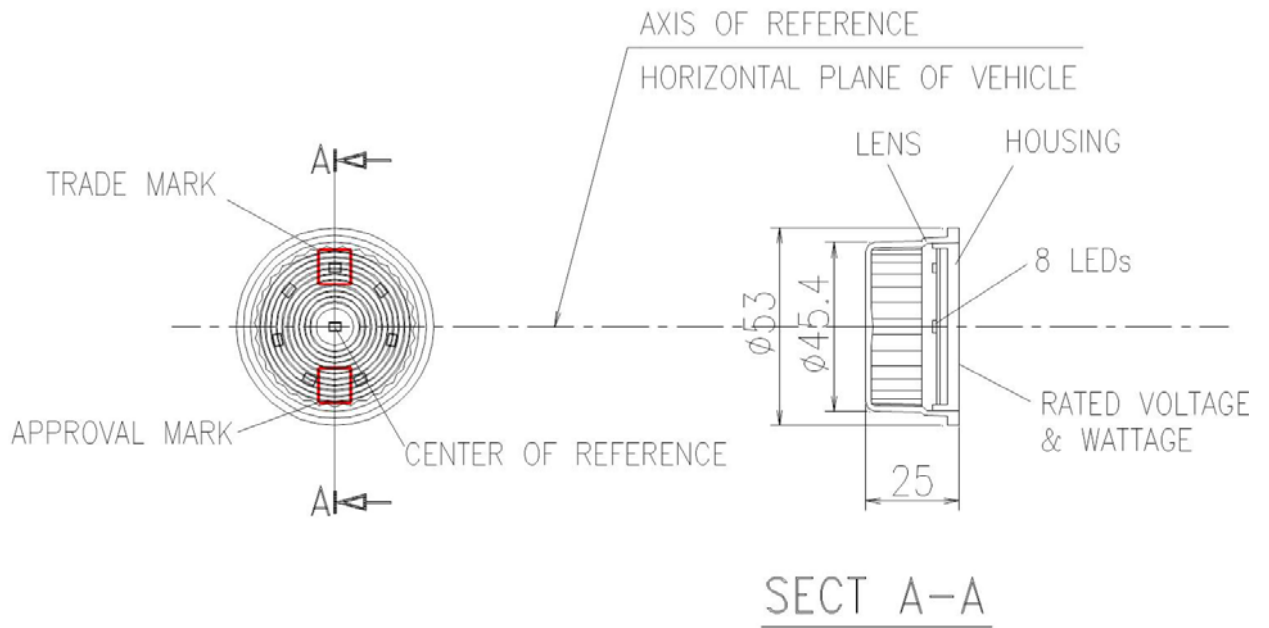 AXIS OF REFERENCE
HORIZONTAL PLANE OF VEHICLE
A
LENS
HOUSING
TRADE MARK
8 LEDs
ø53
ø45.4
RATED VOLTAGE
& WATTAGE
APPROVAL MARK
CENTER OF REFERENCE
25
A
SECT A-A